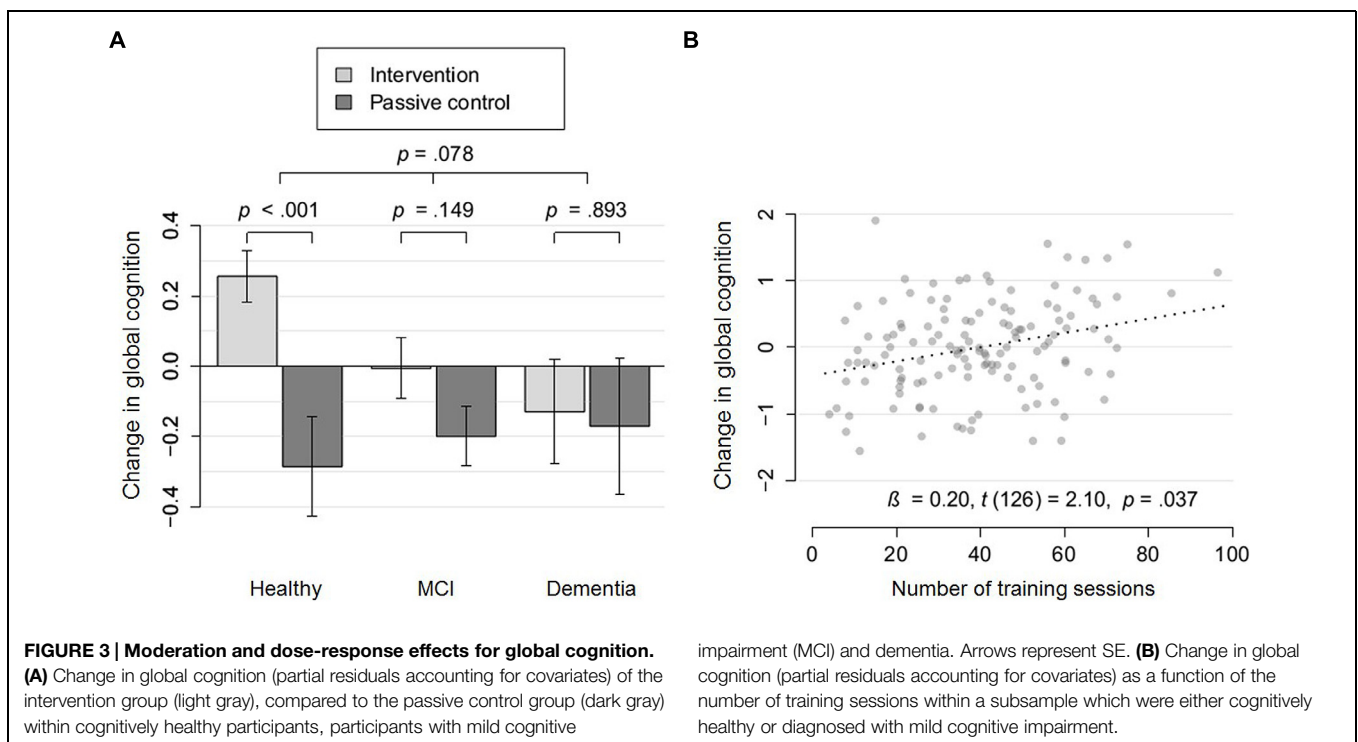 A
B
Intervention
Passive control
p = .078
p < .001
p = .149
p = .893
Change in global cognition
0.4
0.2
0.0
−0.2
−0.4
Healthy
MCI
Dementia
Change in global cognition
2
1
0
−1
−2
ß = 0.20, t (126) = 2.10, p = .037
0
20
40
60
80
100
Number of training sessions
FIGURE 3 | Moderation and dose-response effects for global cognition.
(A) Change in global cognition (partial residuals accounting for covariates) of the
intervention group (light gray), compared to the passive control group (dark gray)
within cognitively healthy participants, participants with mild cognitive
impairment (MCI) and dementia. Arrows represent SE. (B) Change in global
cognition (partial residuals accounting for covariates) as a function of the
number of training sessions within a subsample which were either cognitively
healthy or diagnosed with mild cognitive impairment.